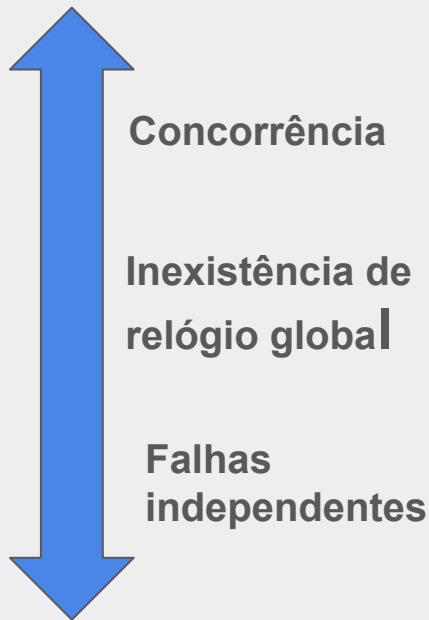 Concorrência
Inexistência de
relógio global
Falhas
independentes